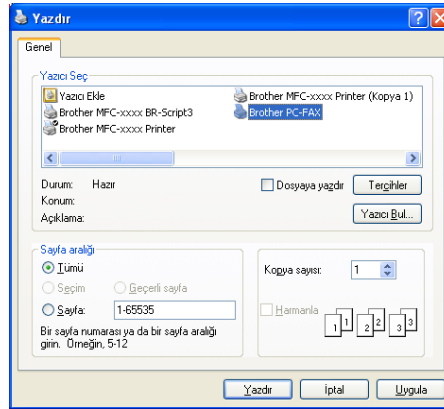 Yazdır
Genel
Yazıcı Seç
Yazıcı Ekle
Brother MFC-xxxx BR-Script3
Brother MFC-xxxx Printer
Brother MFC-xxxx Printer (Kopya 1)
Brother PC-FAX
Durum: Hazır
Konum:
Açıklama:
Dosyaya yazdır
Tercihler
Yazıcı Bul...
Sayfa aralığı
Tümü
Seçim Geçerli sayfa
Sayfa: 1-65535
Bir sayfa numarası ya da bir sayfa aralığı
girin. Örneğin, 5-12
Kopya sayısı: 1
Harmanla
1 1 2 2 3 3
Yazdır İptal Uygula